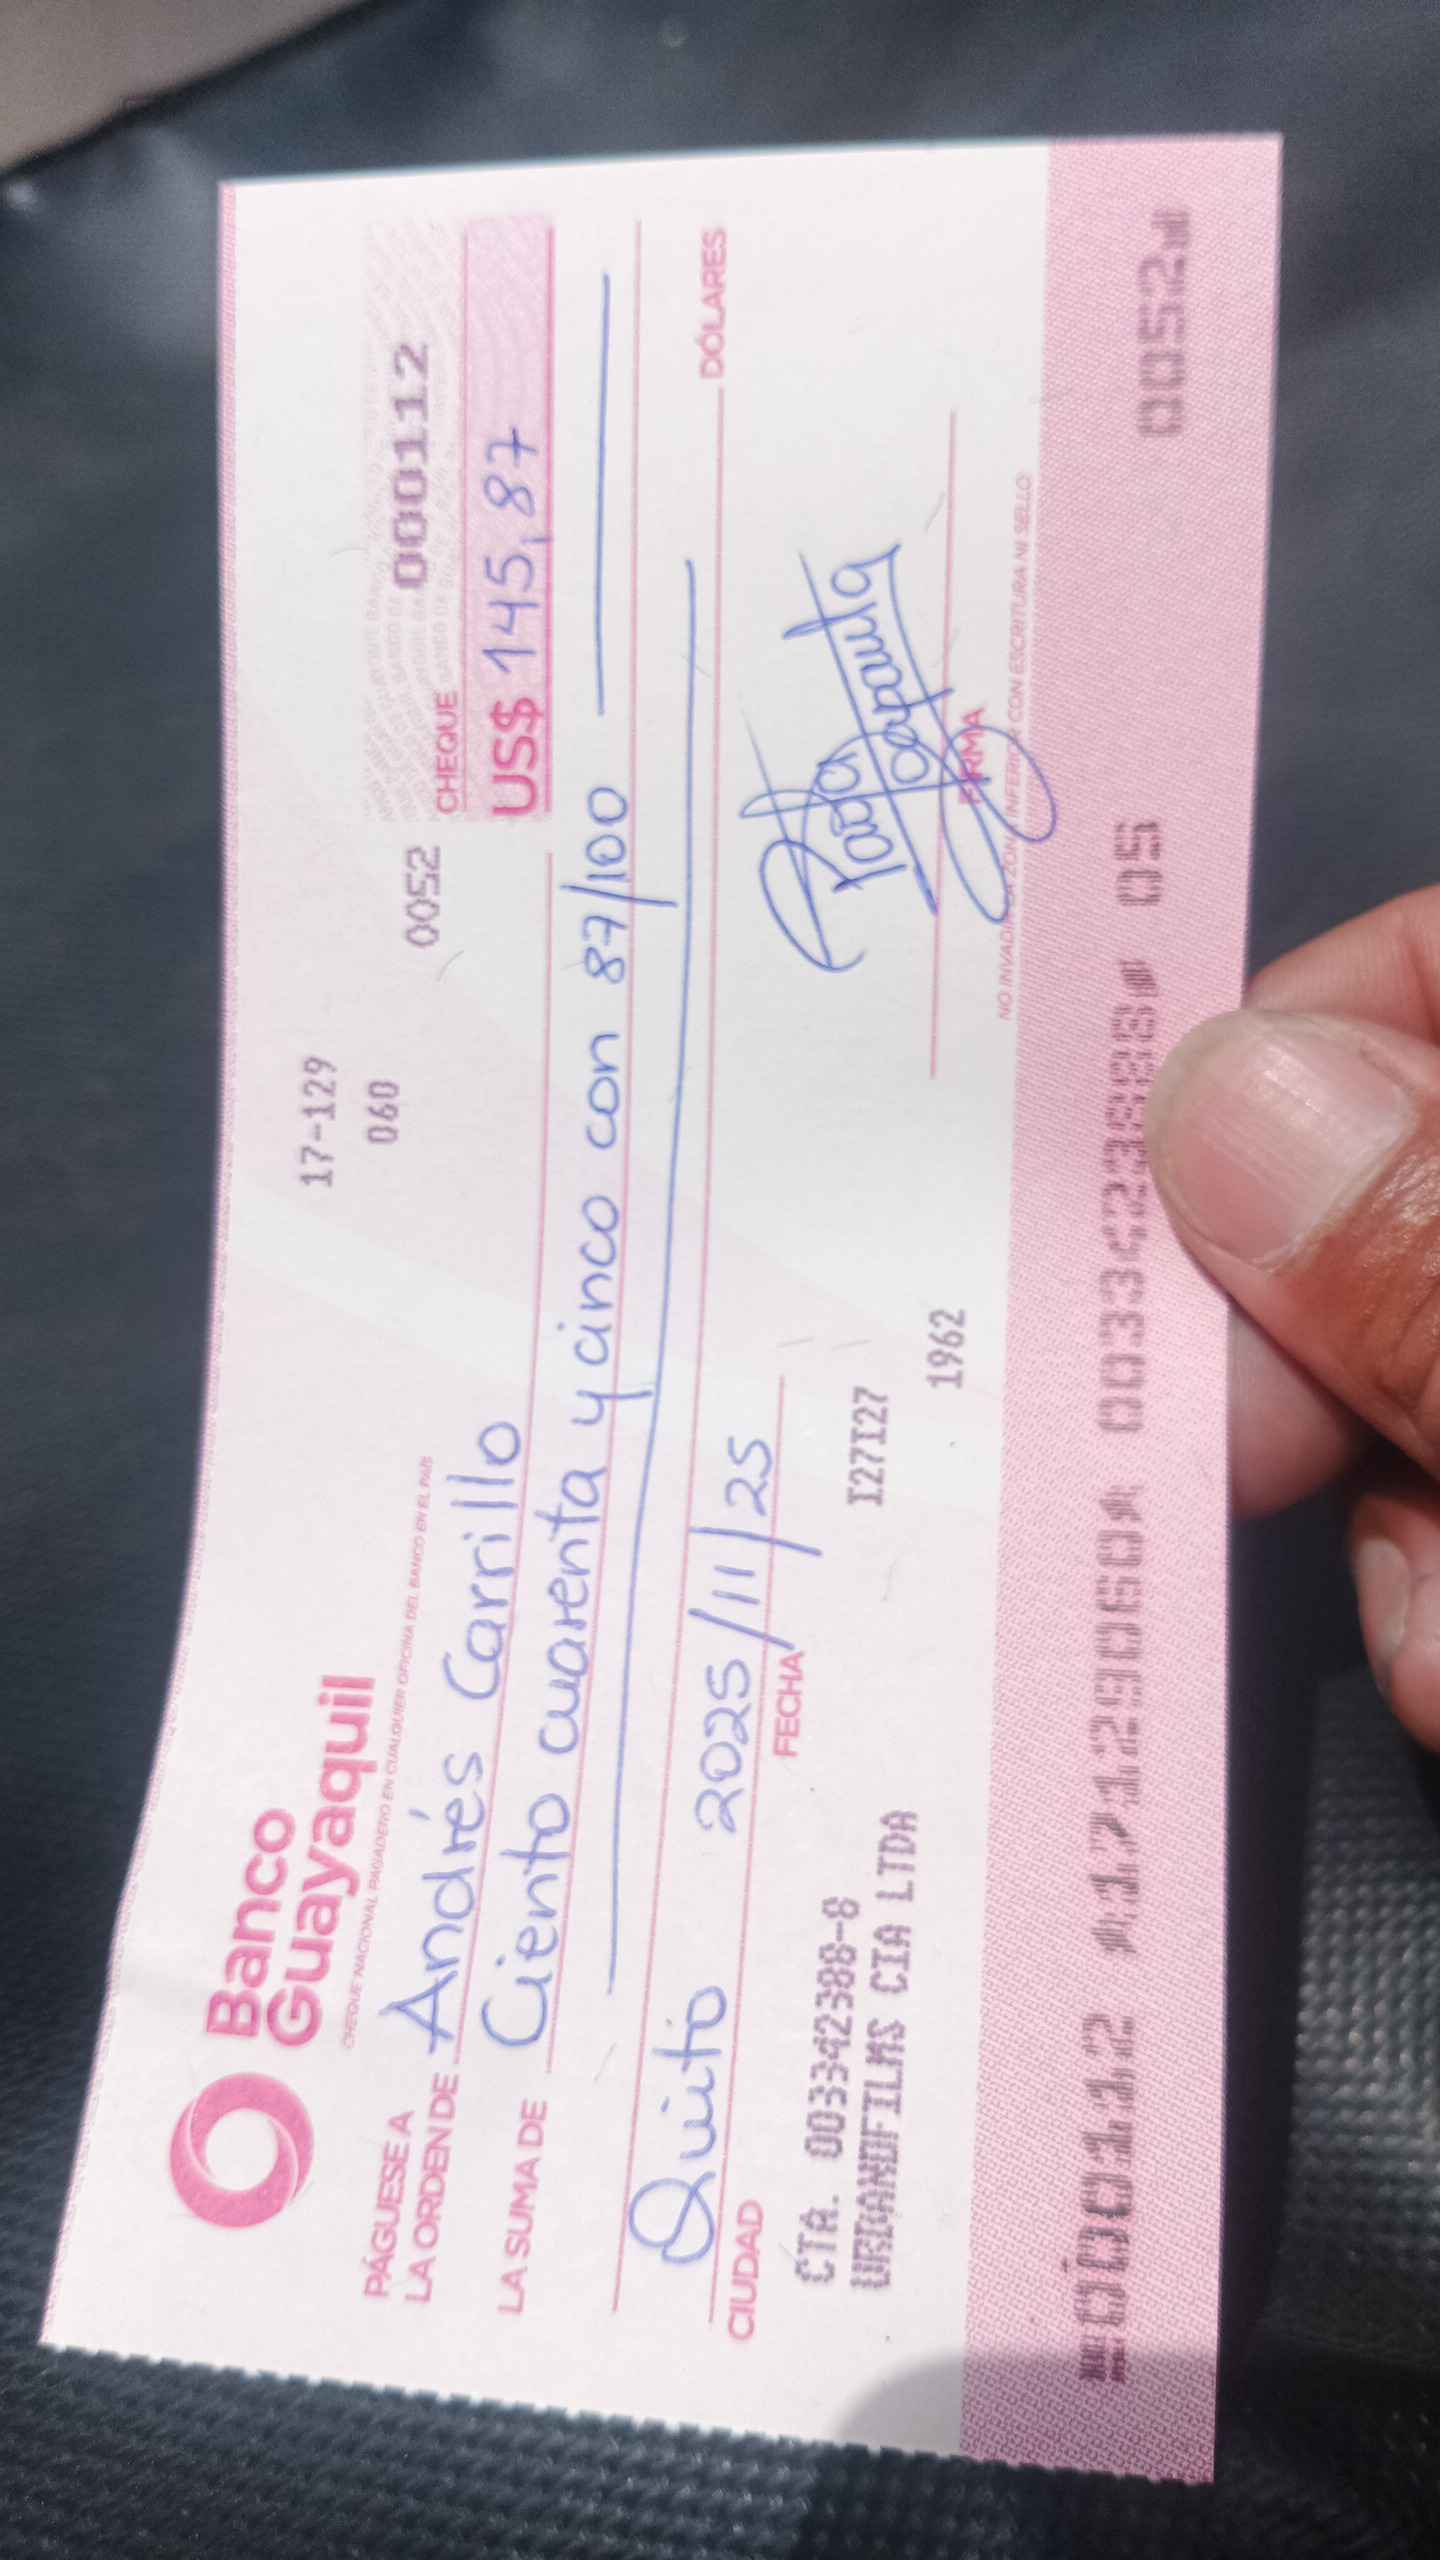 Banco
Guayaquil
17-129
060
CHEQUE NACIONAL PAGADERO EN CUALQUIER OFICINA DEL BANCO EN EL PAÍS
0052
CHEQUE 000112
PÁGUESE A
LA ORDEN DE Andrés Carrillo US$ 145,87
LA SUMA DE Ciento cuarenta y cinco con 87/100
DÓLARES
Quito 2025/11/25
CIUDAD FECHA
CTA. 003342388-8 I27I27
URBANOFILMS CIA LTDA 1962
FIRMA
NO INVADIR LA ZONA INFERIOR CON ESCRITURA NI SELLO
000112 17129060 0033423888 05 0052